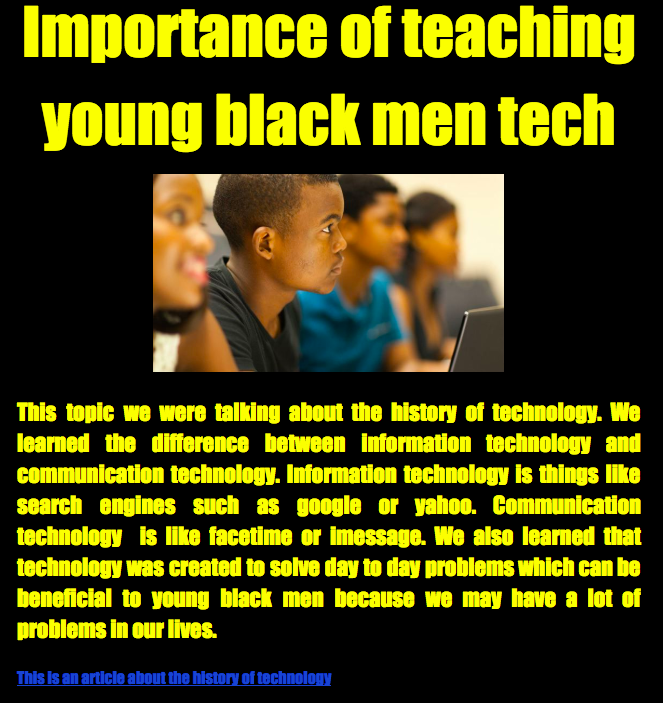 Importance of teaching
young black men tech
This topic we were talking about the history of technology. We
learned the difference between information technology and
communication technology. Information technology is things like
search engines such as google or yahoo. Communication
technology is like facetime or imessage. We also learned that
technology was created to solve day to day problems which can be
beneficial to young black men because we may have a lot of
problems in our lives.
This is an article about the history of technology